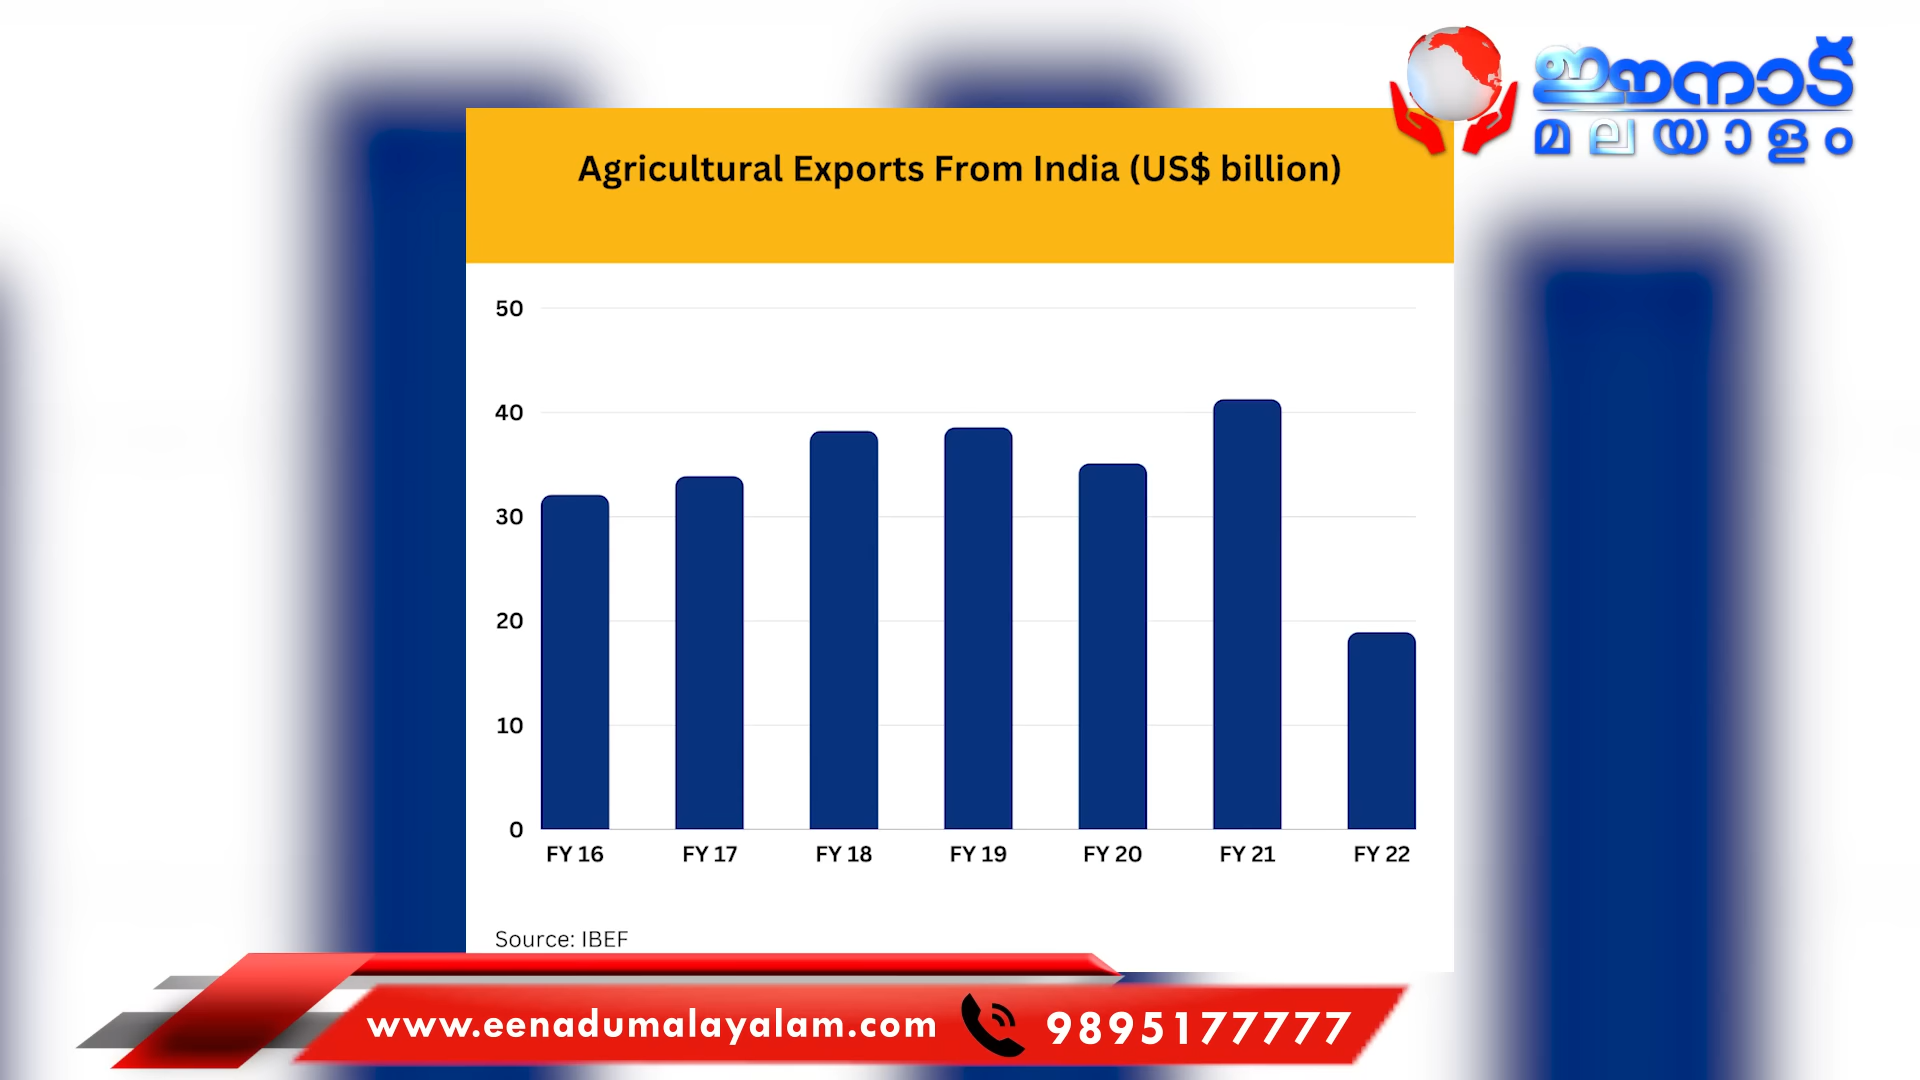 ഈനാട്
മലയാളം
Agricultural Exports From India (US$ billion)
50
40
30
20
10
0
FY 16 FY 17 FY 18 FY 19 FY 20 FY 21 FY 22
Source: IBEF
www.eenadumalayalam.com 9895177777